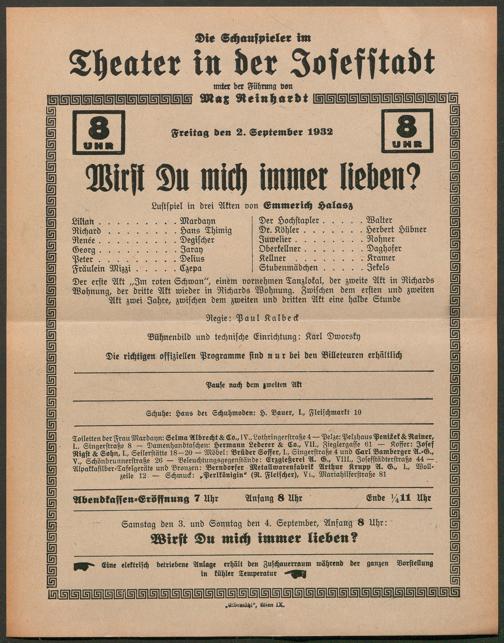 Die Schauspieler im
Theater in der Josefstadt
unter der Führung von
Max Reinhardt
8 UHR
Freitag den 2. September 1932
8 UHR
Wirst Du mich immer lieben?
Lustspiel in drei Akten von Emmerich Halasz
Lilian . . . . . . . . . Mardayn
Richard . . . . . . . . Hans Thimig
Renée . . . . . . . . . Degischer
Georg . . . . . . . . . Jaray
Peter . . . . . . . . . Delius
Fräulein Mizzi . . . . . Czepa
Der Hochstapler . . . . . Walter
Dr. Köhler . . . . . . . Herbert Hübner
Juwelier . . . . . . . . Rohner
Oberkellner . . . . . . Daghofer
Kellner . . . . . . . . Kramer
Stubenmädchen . . . . . Jekels
Der erste Akt „Im roten Schwan", einem vornehmen Tanzlokal, der zweite Akt in Richards
Wohnung, der dritte Akt wieder in Richards Wohnung. Zwischen dem ersten und zweiten
Akt zwei Jahre, zwischen dem zweiten und dritten Akt eine halbe Stunde
Regie: Paul Kalbeck
Bühnenbild und technische Einrichtung: Karl Dworsky
Die richtigen offiziellen Programme sind nur bei den Billeteuren erhältlich
Pause nach dem zweiten Akt
Schuhe: Haus der Schuhmoden: H. Bauer, I., Fleischmarkt 10
Toiletten der Frau Mardayn: Selma Albrecht & Co., IV., Lothringerstraße 4 — Pelze: Pelzhaus Penižek & Rainer,
I., Singerstraße 8 — Damenhandtaschen: Hermann Lederer & Co., VII., Zieglergasse 61 — Koffer: Josef
Rigst & Sohn, I., Seilerstätte 18—20 — Möbel: Brüder Soffer, I., Singerstraße 4 und Carl Bamberger A.-G.,
V., Schönbrunnerstraße 26 — Beleuchtungsgegenstände: Erzgießerei A. G., VIII., Josefstädterstraße 44 —
Alpakasilber-Tafelgeräte und Bronzen: Berndorfer Metallwarenfabrik Arthur Krupp A. G., I., Woll-
zeile 12 — Schmuck: „Perlkönigin" (R. Fleischer), VI., Mariahilferstraße 81
Abendkassen-Eröffnung 7 Uhr Anfang 8 Uhr Ende ¼11 Uhr
Samstag den 3. und Sonntag den 4. September, Anfang 8 Uhr:
Wirst Du mich immer lieben?
Eine elektrisch betriebene Anlage erhält den Zuschauerraum während der ganzen Vorstellung
in kühler Temperatur
Wien IX.